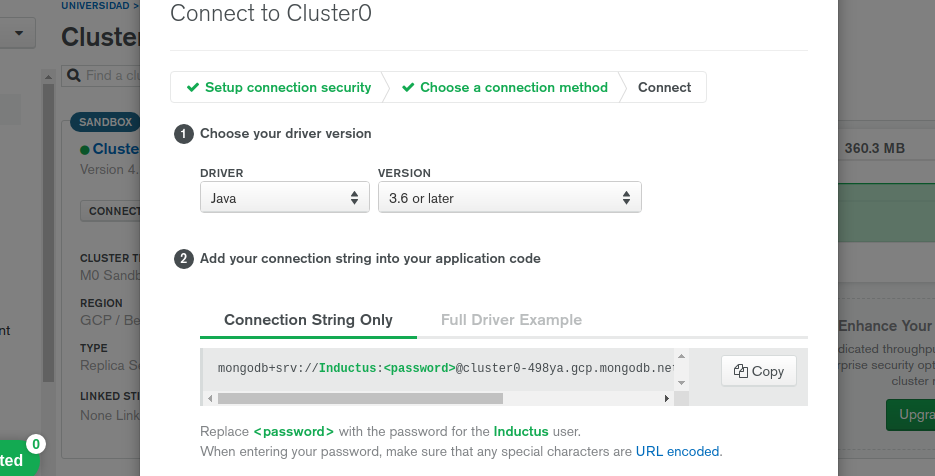 UNIVERSIDAD >
Connect to Cluster0
Cluster
Find a clu
Setup connection security
Choose a connection method
Connect
SANDBOX
1 Choose your driver version
360.3 MB
Cluste
Version 4.
DRIVER
VERSION
Java
3.6 or later
CONNECT
2 Add your connection string into your application code
CLUSTER TI
M0 Sandb
REGION
GCP / Be
Connection String Only
Full Driver Example
Enhance Your
nt
TYPE
Replica S
mongodb+srv://Inductus:<password>@cluster0-498ya.gcp.mongodb.net
Copy
dicated throughpu
rprise security opt
cluster r
LINKED STI
None Link
Upgra
Replace <password> with the password for the Inductus user.
When entering your password, make sure that any special characters are URL encoded.
0
ted